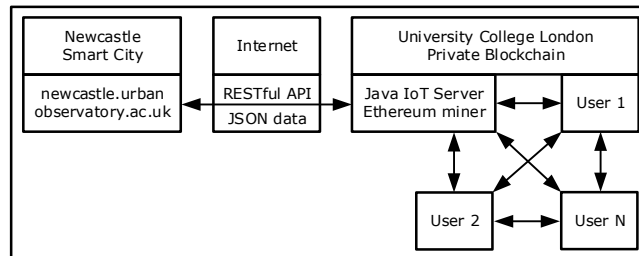 Newcastle
Smart City
newcastle.urban
observatory.ac.uk
Internet
RESTful API
JSON data
University College London
Private Blockchain
Java IoT Server
Ethereum miner
User 1
User 2
User N